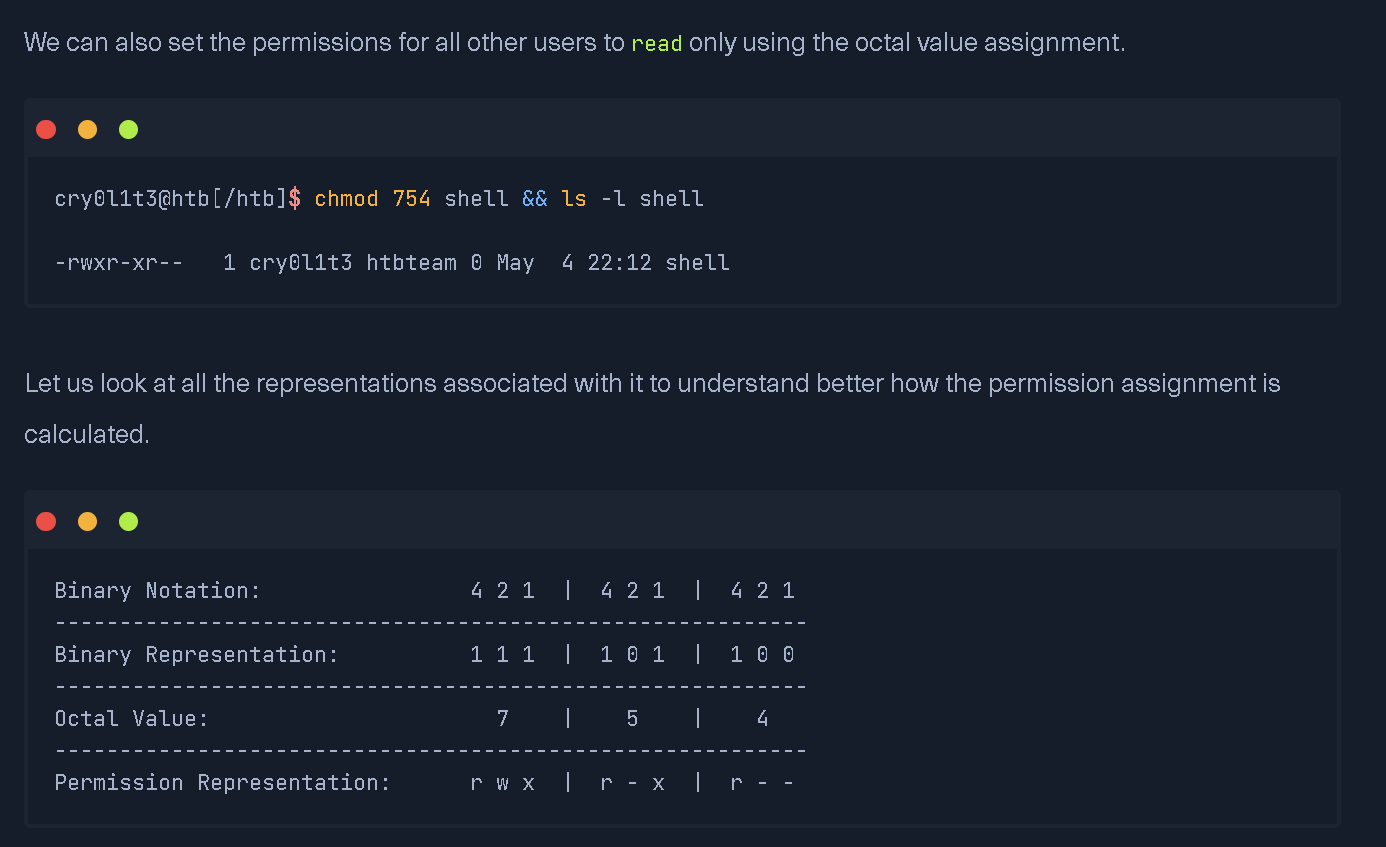 We can also set the permissions for all other users to read only using the octal value assignment.
cry0l1t3@htb[/htb]$ chmod 754 shell && ls -l shell
-rwxr-xr--   1 cry0l1t3 htbteam 0 May  4 22:12 shell
Let us look at all the representations associated with it to understand better how the permission assignment is
calculated.
Binary Notation:                4 2 1  |  4 2 1  |  4 2 1
----------------------------------------------------------
Binary Representation:          1 1 1  |  1 0 1  |  1 0 0
----------------------------------------------------------
Octal Value:                      7    |    5    |    4
----------------------------------------------------------
Permission Representation:      r w x  |  r - x  |  r - -